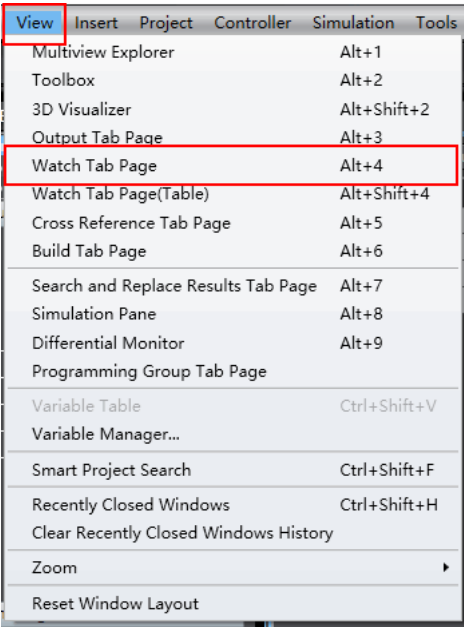 View Insert Project Controller Simulation Tools
Multiview Explorer Alt+1
Toolbox Alt+2
3D Visualizer Alt+Shift+2
Output Tab Page Alt+3
Watch Tab Page Alt+4
Watch Tab Page(Table) Alt+Shift+4
Cross Reference Tab Page Alt+5
Build Tab Page Alt+6
Search and Replace Results Tab Page Alt+7
Simulation Pane Alt+8
Differential Monitor Alt+9
Programming Group Tab Page
Variable Table Ctrl+Shift+V
Variable Manager...
Smart Project Search Ctrl+Shift+F
Recently Closed Windows Ctrl+Shift+H
Clear Recently Closed Windows History
Zoom
Reset Window Layout